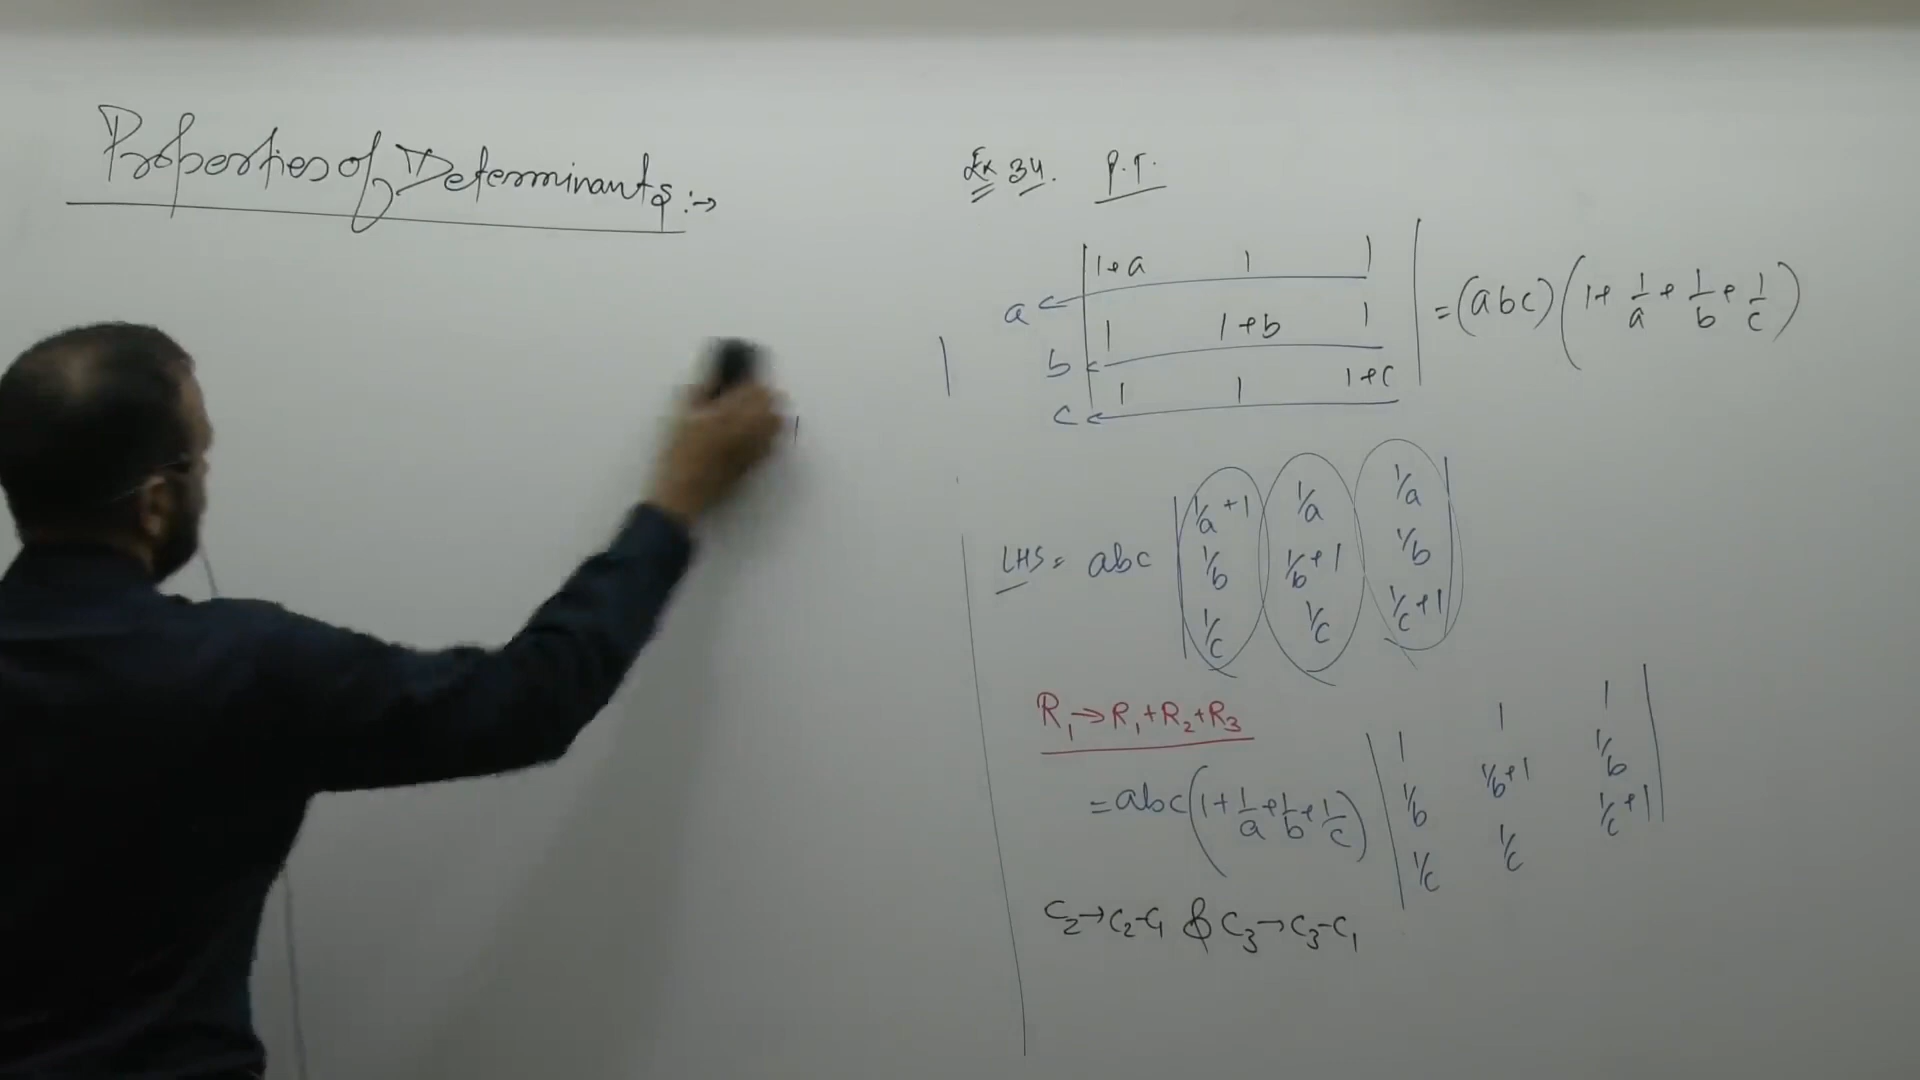 Properties of Determinants :→
Ex 34. P.T.
a ← | 1+a 1 1 |
b ← | 1 1+b 1 | = (abc) (1+ 1/a + 1/b + 1/c)
c ← | 1 1 1+c |
LHS = abc | 1/a+1 1/a 1/a |
| 1/b 1/b+1 1/b |
| 1/c 1/c 1/c+1 |
R₁→R₁+R₂+R₃
= abc (1+ 1/a + 1/b + 1/c) | 1 1 1 |
| 1/b 1/b+1 1/b |
| 1/c 1/c 1/c+1 |
C₂→C₂-C₁ & C₃→C₃-C₁